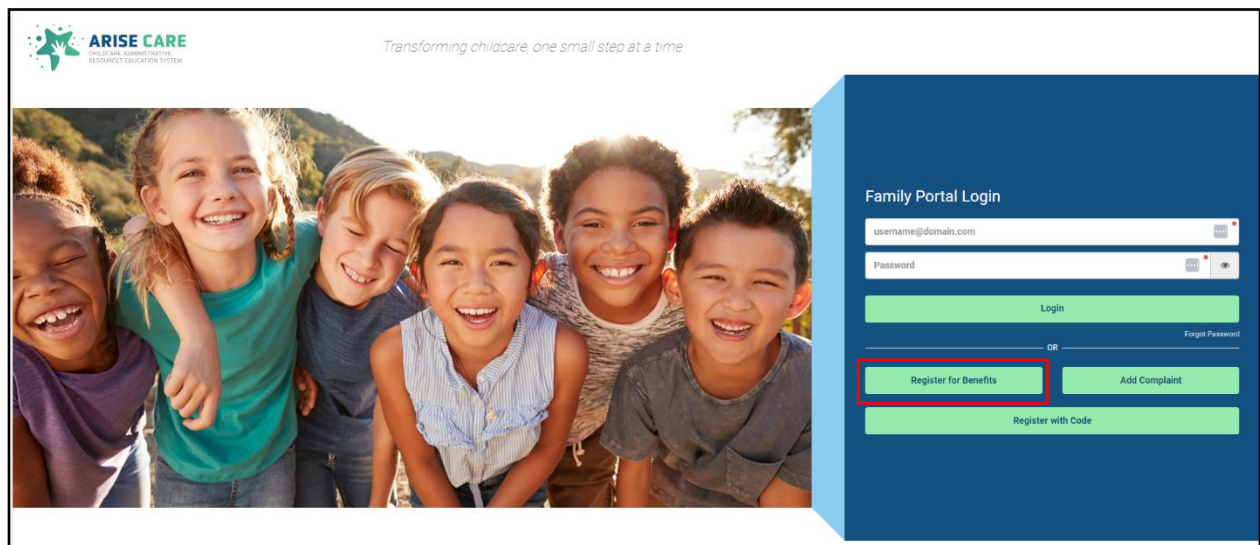 ARISE CARE
CHILDCARE ADMINISTRATIVE
RESOURCES EDUCATION SYSTEM
Transforming childcare, one small step at a time
Family Portal Login
username@domain.com
Password
Login
Forgot Password
OR
Register for Benefits
Add Complaint
Register with Code